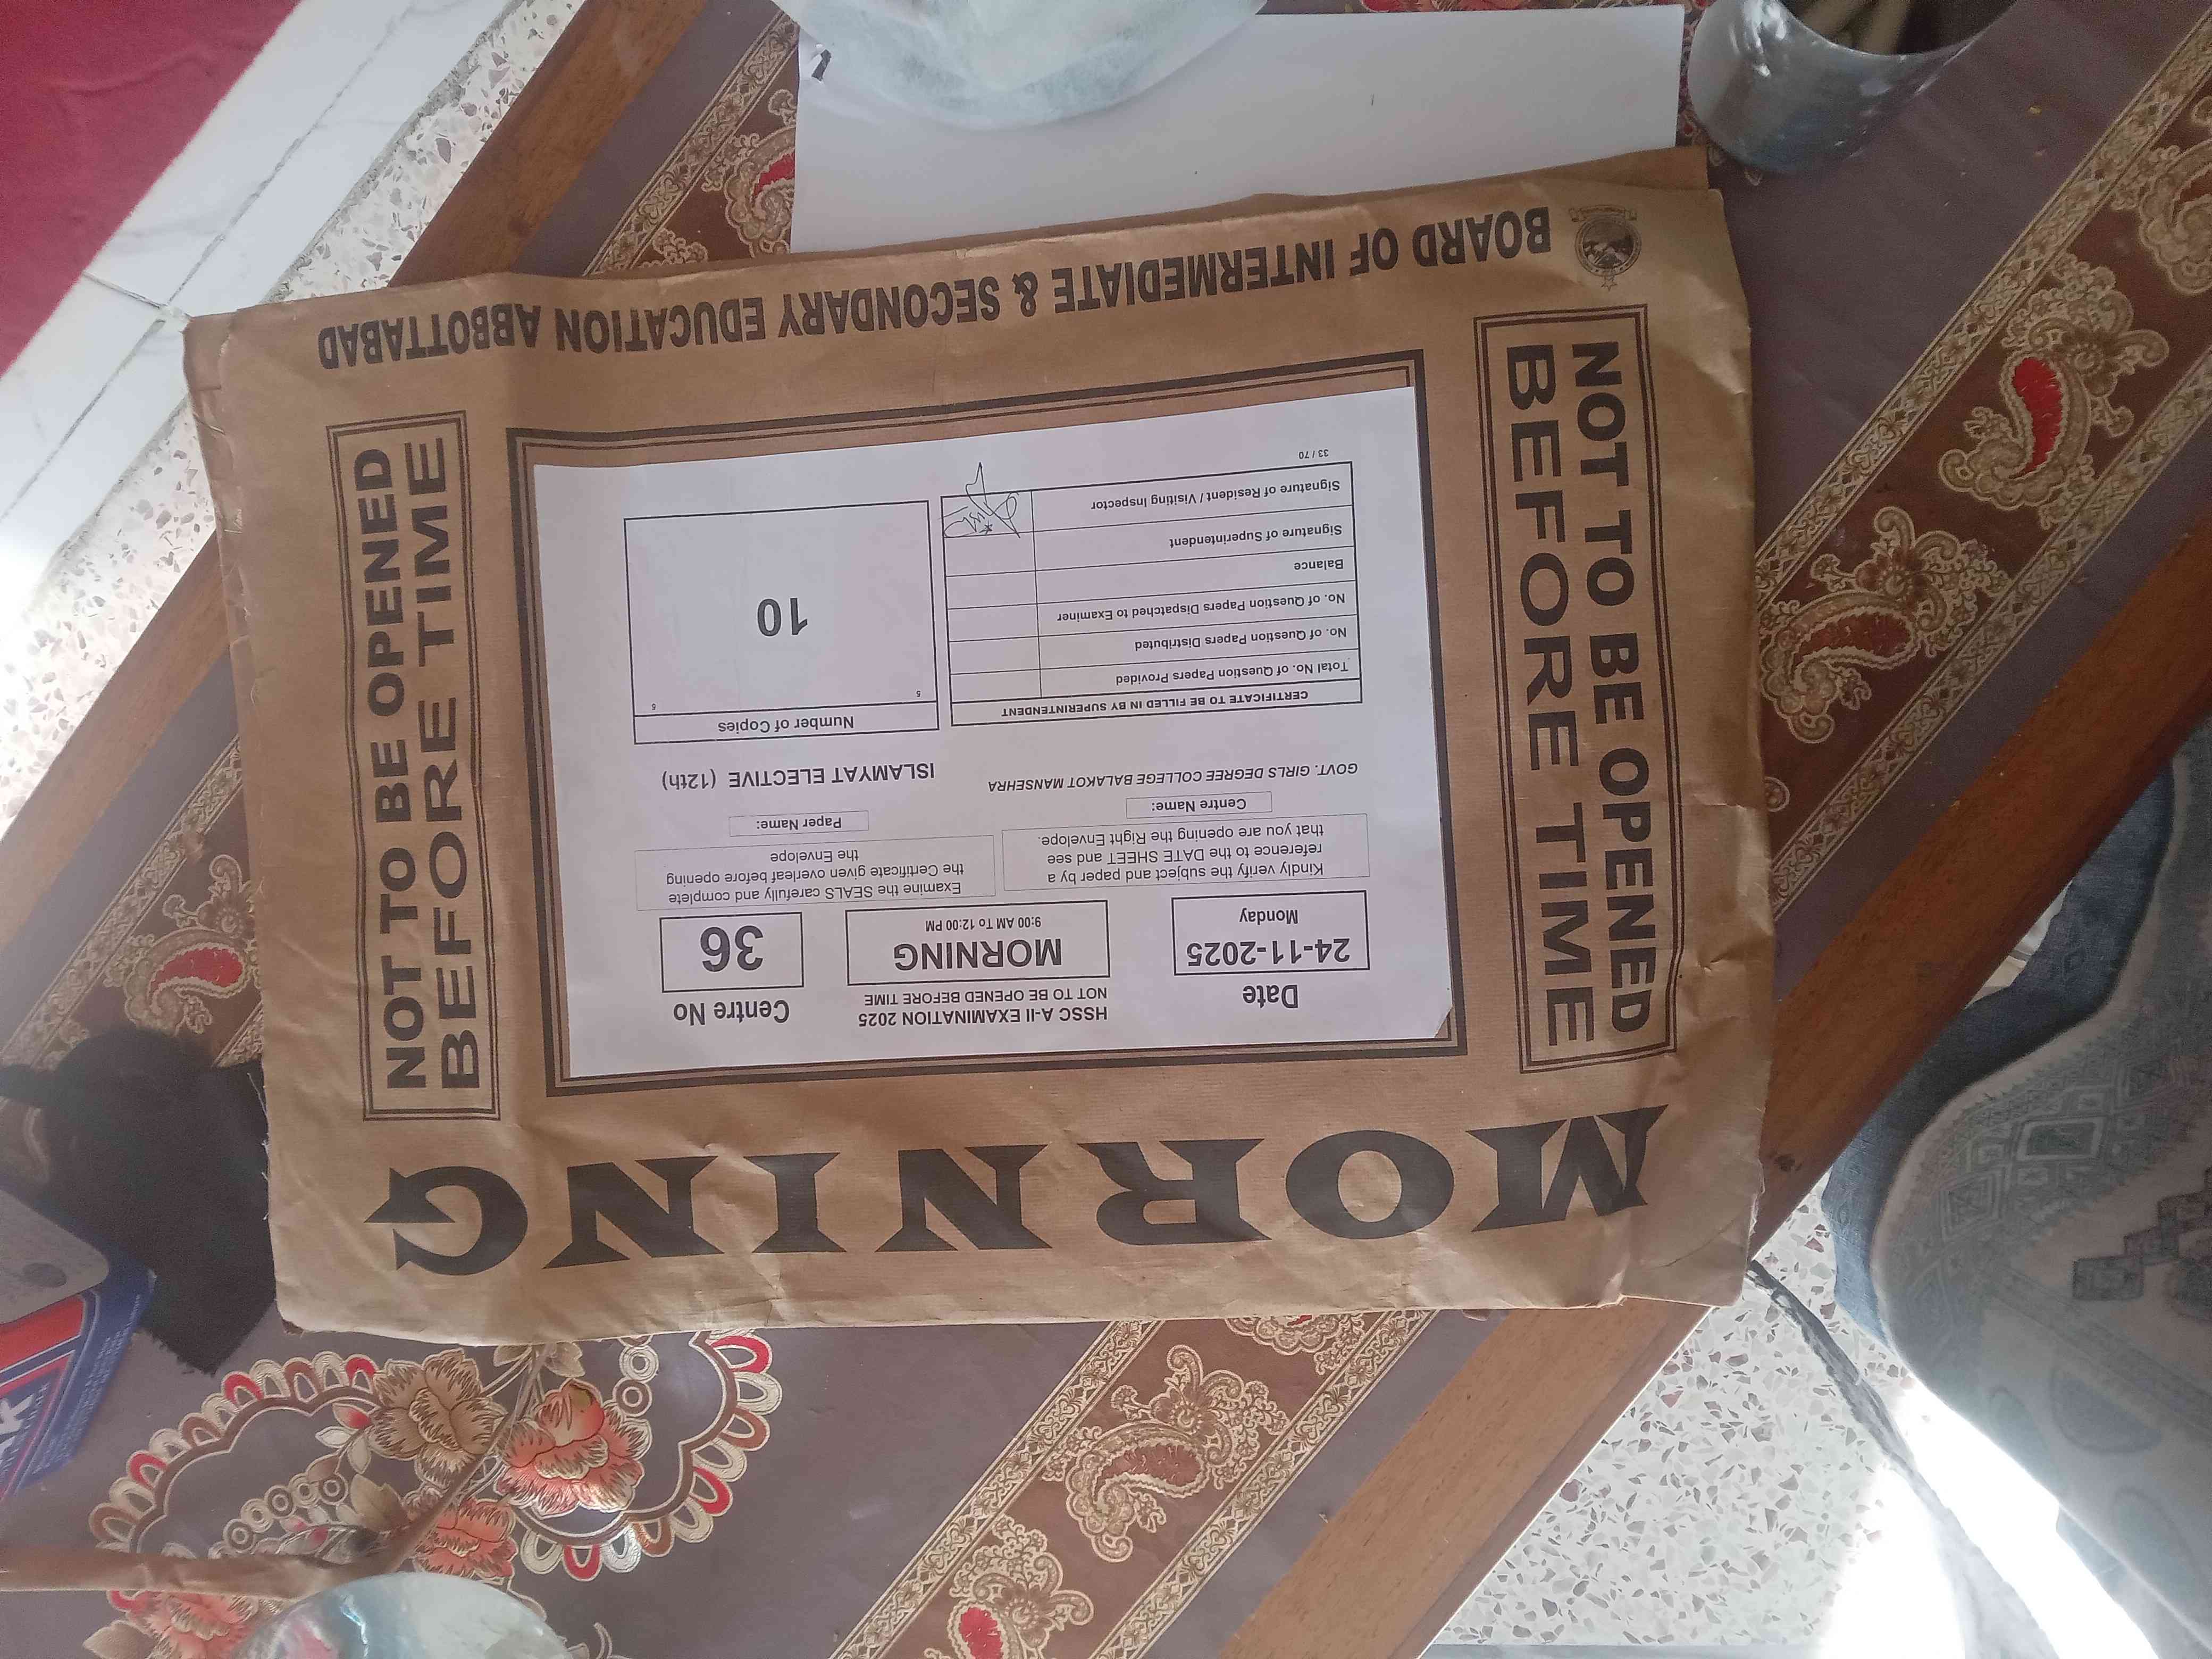 BOARD OF INTERMEDIATE & SECONDARY EDUCATION ABBOTTABAD
NOT TO BE OPENED
BEFORE TIME
NOT TO BE OPENED
BEFORE TIME
MORNING
Date
24-11-2025
Monday
HSSC A-II EXAMINATION 2025
NOT TO BE OPENED BEFORE TIME
MORNING
9:00 AM To 12:00 PM
Centre No
36
Kindly verify the subject and paper by a
reference to the DATE SHEET and see
that you are opening the Right Envelope.
Examine the SEALS carefully and complete
the Certificate given overleaf before opening
the Envelope
Centre Name:
GOVT. GIRLS DEGREE COLLEGE BALAKOT MANSEHRA
Paper Name:
ISLAMYAT ELECTIVE (12th)
CERTIFICATE TO BE FILLED IN BY SUPERINTENDENT
Total No. of Question Papers Provided
No. of Question Papers Distributed
No. of Question Papers Dispatched to Examiner
Balance
Signature of Superintendent
Signature of Resident / Visiting Inspector
33 / 70
Number of Copies
5 5
10